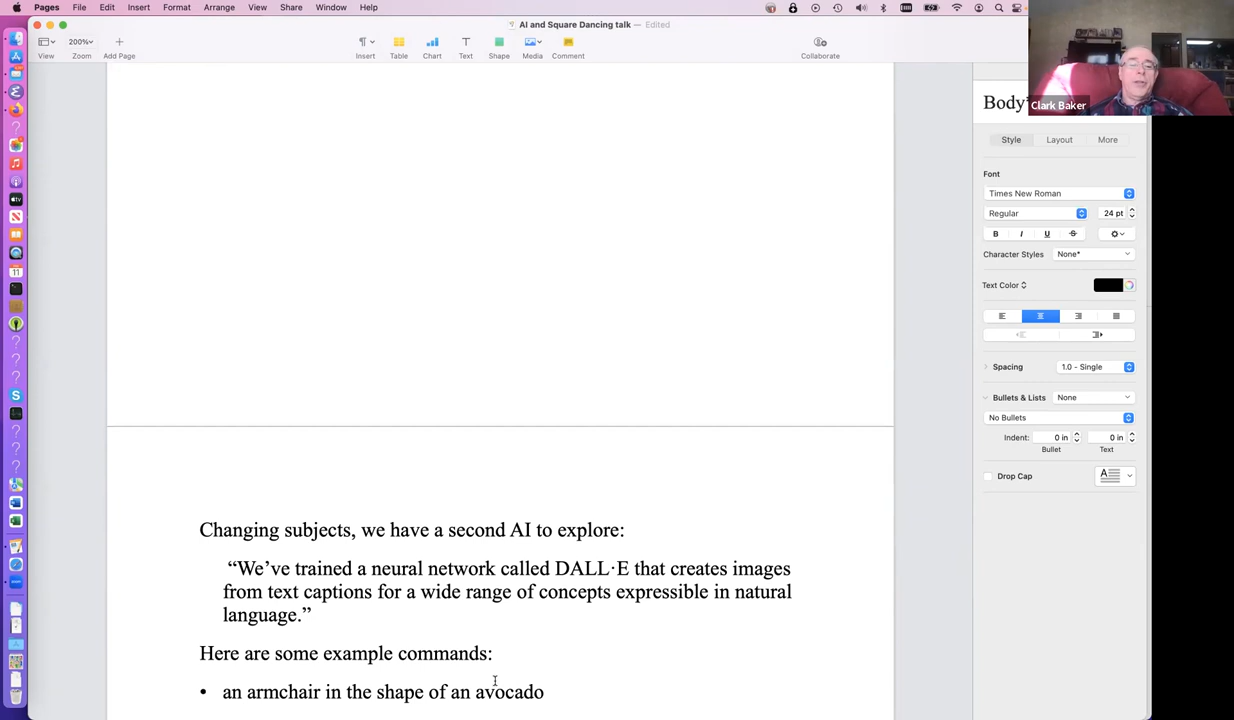 Pages File Edit Insert Format Arrange View Share Window Help
AI and Square Dancing talk — Edited
200%
View Zoom Add Page Insert Table Chart Text Shape Media Comment Collaborate
Clark Baker
Body
Style Layout More
Font
Times New Roman
Regular 24 pt
B I U S
Character Styles None*
Text Color
Spacing 1.0 - Single
Bullets & Lists None
No Bullets
Indent: 0 in 0 in
Bullet Text
Drop Cap
Changing subjects, we have a second AI to explore:
“We’ve trained a neural network called DALL·E that creates images
from text captions for a wide range of concepts expressible in natural
language.”
Here are some example commands:
• an armchair in the shape of an avocado